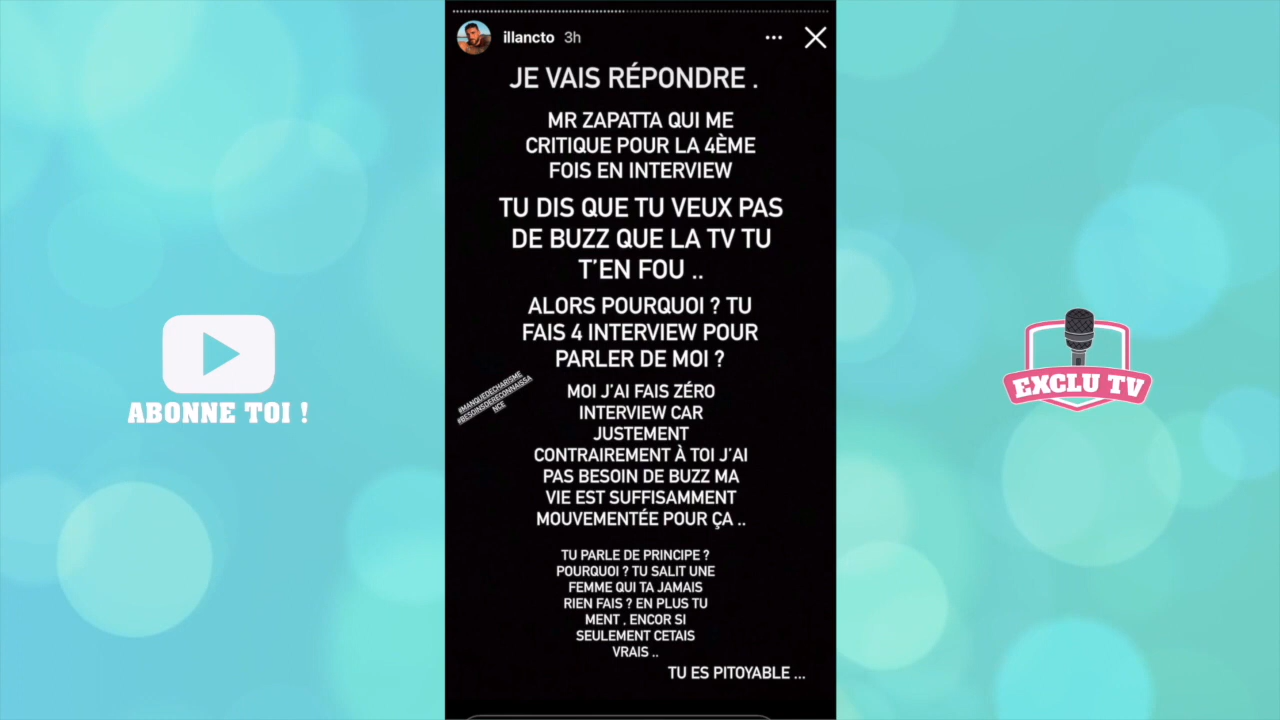 illancto 3h
JE VAIS RÉPONDRE .
MR ZAPATTA QUI ME
CRITIQUE POUR LA 4ÈME
FOIS EN INTERVIEW
TU DIS QUE TU VEUX PAS
DE BUZZ QUE LA TV TU
T'EN FOU ..
ALORS POURQUOI ? TU
FAIS 4 INTERVIEW POUR
PARLER DE MOI ?
#MANQUEDECHARISME
#BESOINSDERECONNAISSA
NCE
MOI J'AI FAIS ZÉRO
INTERVIEW CAR
JUSTEMENT
CONTRAIREMENT À TOI J'AI
PAS BESOIN DE BUZZ MA
VIE EST SUFFISAMMENT
MOUVEMENTÉE POUR ÇA ..
TU PARLE DE PRINCIPE ?
POURQUOI ? TU SALIT UNE
FEMME QUI TA JAMAIS
RIEN FAIS ? EN PLUS TU
MENT , ENCOR SI
SEULEMENT CETAIS
VRAIS ..
TU ES PITOYABLE ...
ABONNE TOI !
EXCLU TV